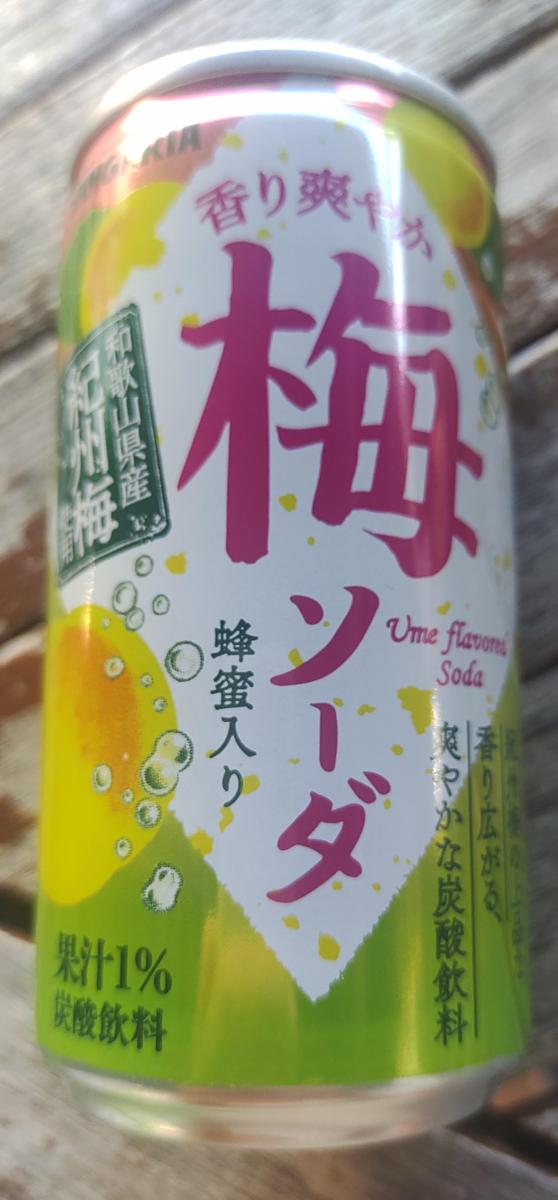 香り爽やか
梅
ソーダ
和歌山県産
紀州梅
使用
蜂蜜入り
Ume flavored
Soda
香り広がる、
爽やかな炭酸飲料
果汁1%
炭酸飲料